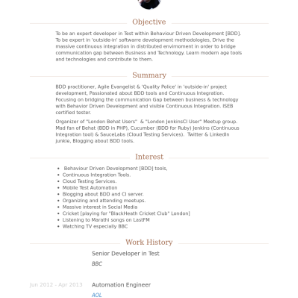 Objective
To be an expert developer in Test within Behaviour Driven Development [BDD].
To be expert in 'outside-in' software development methodologies, Drive the
massive continuous integration in distributed environment in order to bridge
communication gap between Business and Technology. Learn modern age tools
and technologies and contribute to them.
Summary
BDD practitioner, Agile Evangelist & 'Quality Police' in 'outside-in' project
development. Passionated about BDD tools and Continuous Integration.
Focusing on bridging the communication Gap between business & technology
with Behavior Driven Development and visible Continuous Integration. ISEB
certified tester.
Organizer of "London Behat Users" & "London JenkinsCI User" Meetup group
Mad fan of Behat (BDD in PHP), Cucumber (BDD for Ruby) Jenkins (Continuous
Integration tool) & SauceLabs (Cloud Testing Services). Twitter & LinkedIn
junkie, Blogging about BDD tools.
Interest
Behaviour Driven Development [BDD] tools,
Continuous Integration Tools.
Cloud Testing Services.
Mobile Test Automation
Blogging about BDD and CI server.
Organizing and attending meetups.
Massive interest in Social Media
Cricket [playing for "BlackHeath Cricket Club" London]
Listening to Marathi songs on LastFM
Watching TV especially BBC
Work History
Senior Developer in Test
BBC
Jan 2012 - Apr 2013 Automation Engineer
AOL